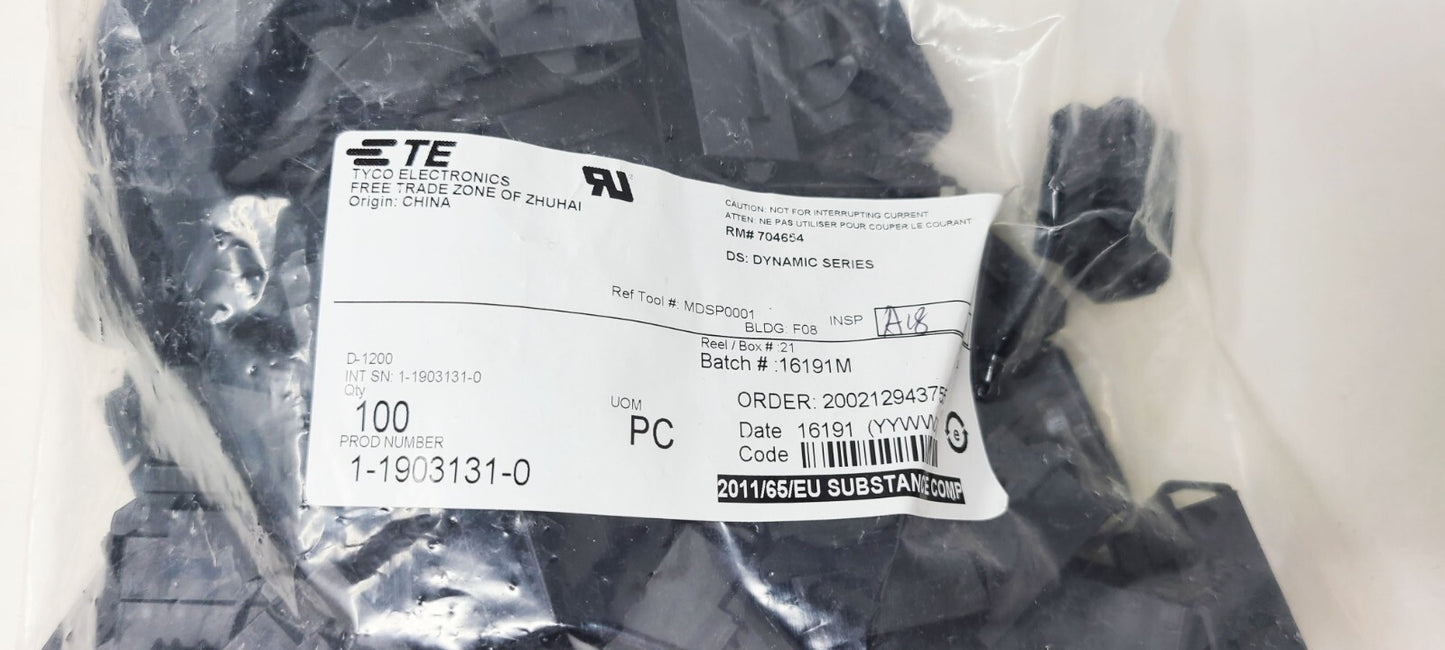 TE
TYCO ELECTRONICS
FREE TRADE ZONE OF ZHUHAI
Origin: CHINA
CAUTION: NOT FOR INTERRUPTING CURRENT
ATTEN: NE PAS UTILISER POUR COUPER LE COURANT
RM# 704654
DS: DYNAMIC SERIES
Ref Tool #: MDSP0001
BLDG: F08
INSP
Reel / Box # :21
Batch # :16191M
D-1200
INT SN: 1-1903131-0
Qty
100
UOM
PC
PROD NUMBER
1-1903131-0
ORDER: 2002129437
Date 16191
Code
2011/65/EU SUBSTANCE COMP